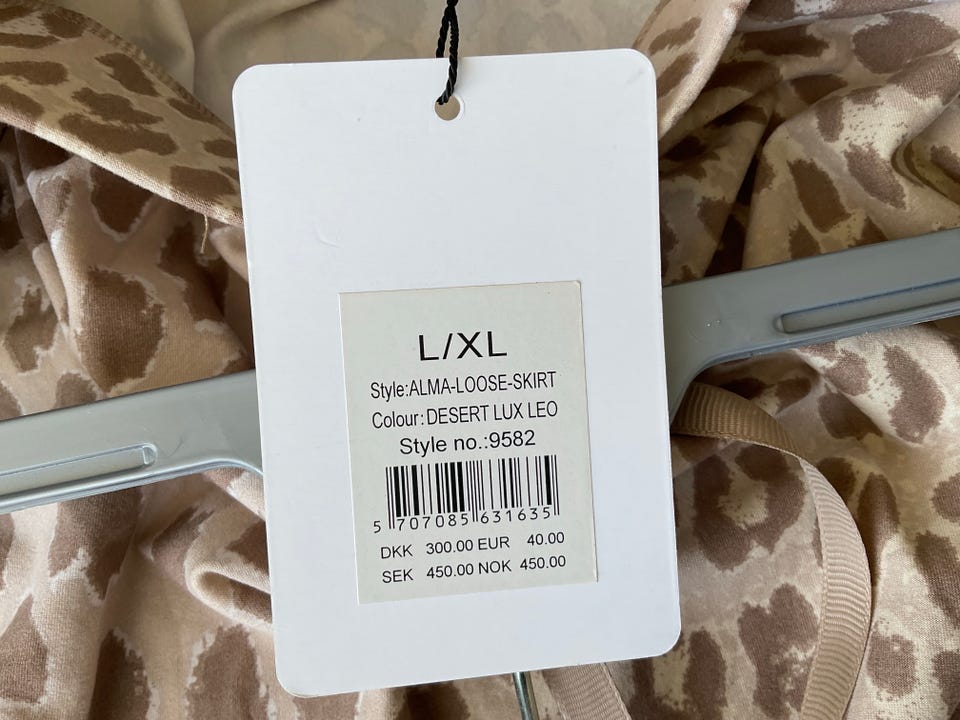 L/XL
Style:ALMA-LOOSE-SKIRT
Colour: DESERT LUX LEO
Style no.:9582
5 707085 631635
DKK 300.00 EUR 40.00
SEK 450.00 NOK 450.00